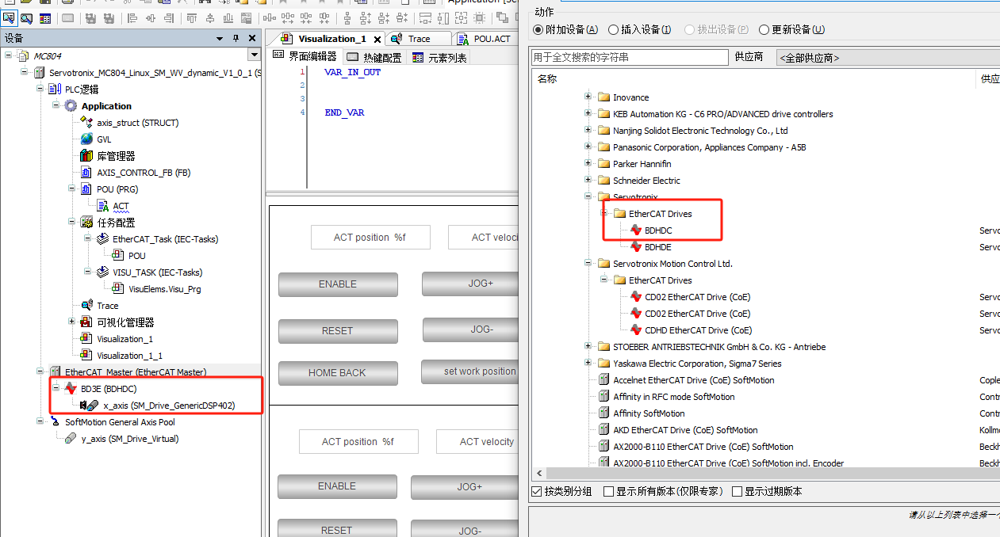 Application [Se
设备
MC804
Servotronix_MC804_Linux_SM_WV_dynamic_V1_0_1 (S
PLC逻辑
Application
axis_struct (STRUCT)
GVL
库管理器
AXIS_CONTROL_FB (FB)
POU (PRG)
ACT
任务配置
EtherCAT_Task (IEC-Tasks)
POU
VISU_TASK (IEC-Tasks)
VisuElems.Visu_Prg
Trace
可视化管理器
Visualization_1
Visualization_1_1
EtherCAT_Master (EtherCAT Master)
BD3E (BDHDC)
x_axis (SM_Drive_GenericDSP402)
SoftMotion General Axis Pool
y_axis (SM_Drive_Virtual)
Visualization_1
Trace
POU.ACT
界面编辑器
热键配置
元素列表
1 VAR_IN_OUT
2
3
4 END_VAR
ACT position %f
ACT veloci
ENABLE
JOG+
RESET
JOG-
HOME BACK
set work position
ACT position %f
ACT velocity
ENABLE
JOG+
RESET
JOG-
动作
附加设备(A) 插入设备(I) 拔出设备(P) 更新设备(U)
用于全文搜索的字符串 供应商 <全部供应商>
名称 供应
Inovance
KEB Automation KG - C6 PRO/ADVANCED drive controllers
Nanjing Solidot Electronic Technology Co., Ltd
Panasonic Corporation, Appliances Company - A5B
Parker Hannifin
Schneider Electric
Servotronix
EtherCAT Drives
BDHDC Servo
BDHDE Servo
Servotronix Motion Control Ltd.
EtherCAT Drives
CD02 EtherCAT Drive (CoE) Servo
CD02 EtherCAT Drive (CoE) Servo
CDHD EtherCAT Drive (CoE) Servo
STOEBER ANTRIEBSTECHNIK GmbH & Co. KG - Antriebe
Yaskawa Electric Corporation, Sigma7 Series
Accelnet EtherCAT Drive (CoE) SoftMotion Cople
Affinity in RFC mode SoftMotion Contr
Affinity SoftMotion Contr
AKD EtherCAT Drive (CoE) SoftMotion Kollm
AX2000-B110 EtherCAT Drive (CoE) SoftMotion Beckh
AX2000-B110 EtherCAT Drive (CoE) SoftMotion incl. Encoder Beckh
按类别分组 显示所有版本(仅限专家) 显示过期版本
请从以上列表中选择一个